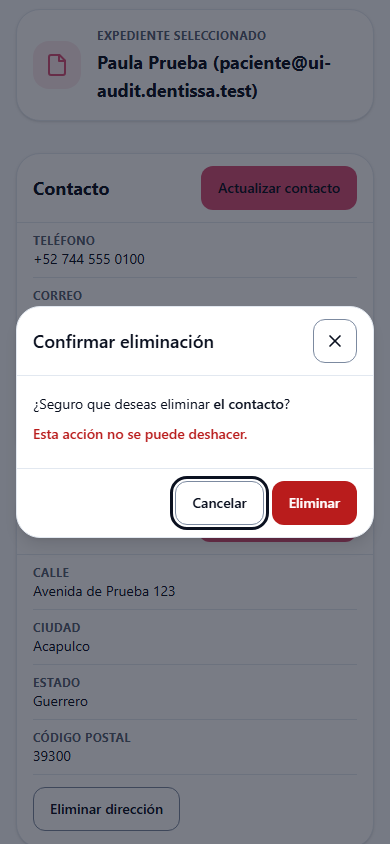 EXPEDIENTE SELECCIONADO
Paula Prueba (paciente@ui-
audit.dentissa.test)
Contacto
Actualizar contacto
TELÉFONO
+52 744 555 0100
CORREO
Confirmar eliminación
¿Seguro que deseas eliminar el contacto?
Esta acción no se puede deshacer.
Cancelar
Eliminar
CALLE
Avenida de Prueba 123
CIUDAD
Acapulco
ESTADO
Guerrero
CÓDIGO POSTAL
39300
Eliminar dirección